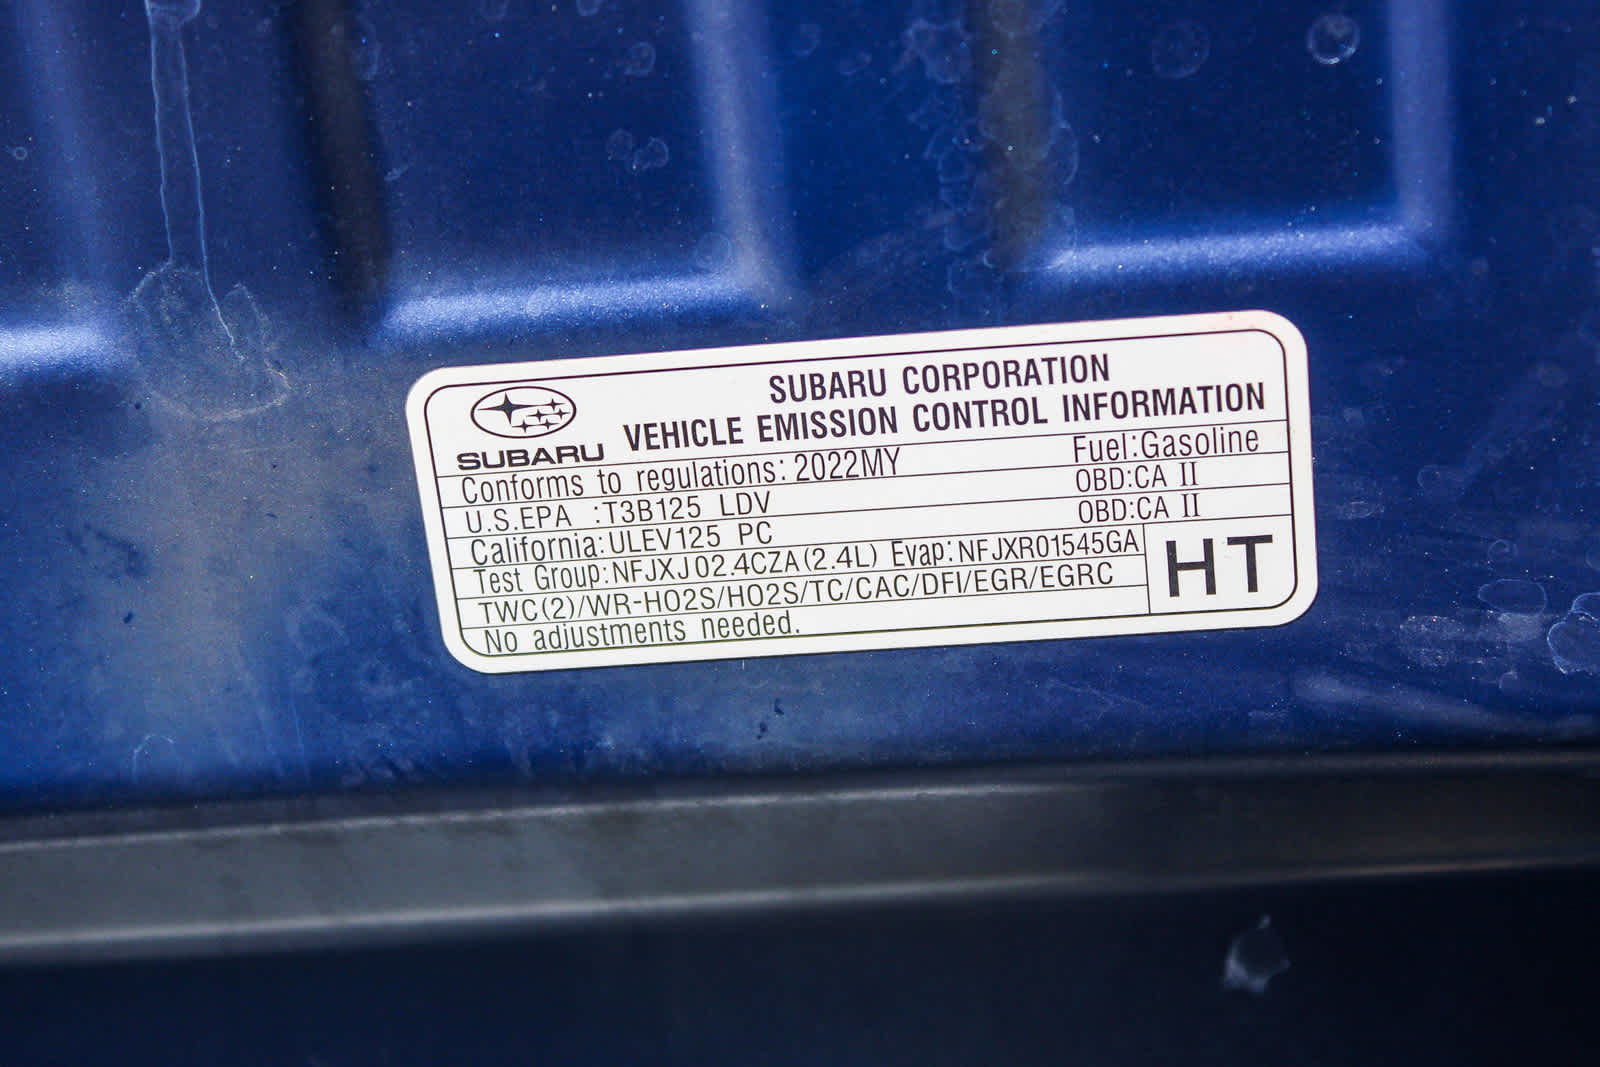 SUBARU
SUBARU CORPORATION
VEHICLE EMISSION CONTROL INFORMATION
Conforms to regulations: 2022MY Fuel:Gasoline
U.S.EPA :T3B125 LDV OBD:CA II
California:ULEV125 PC OBD:CA II
Test Group:NFJXJ02.4CZA(2.4L) Evap:NFJXR01545GA
TWC(2)/WR-HO2S/HO2S/TC/CAC/DFI/EGR/EGRC
No adjustments needed.
HT